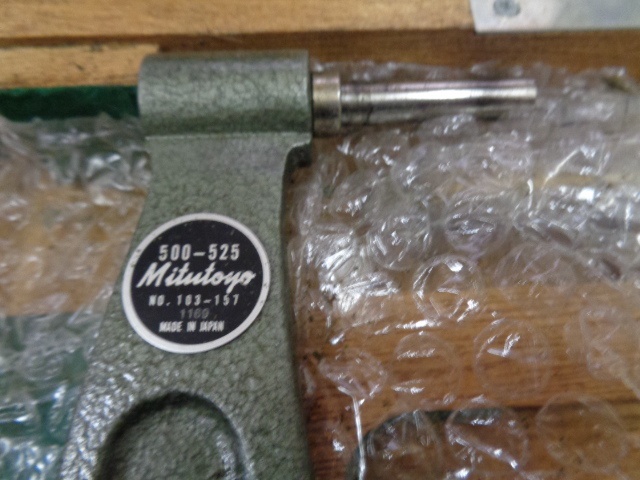 500-525
Mitutoyo
NO. 103-157
1160
MADE IN JAPAN